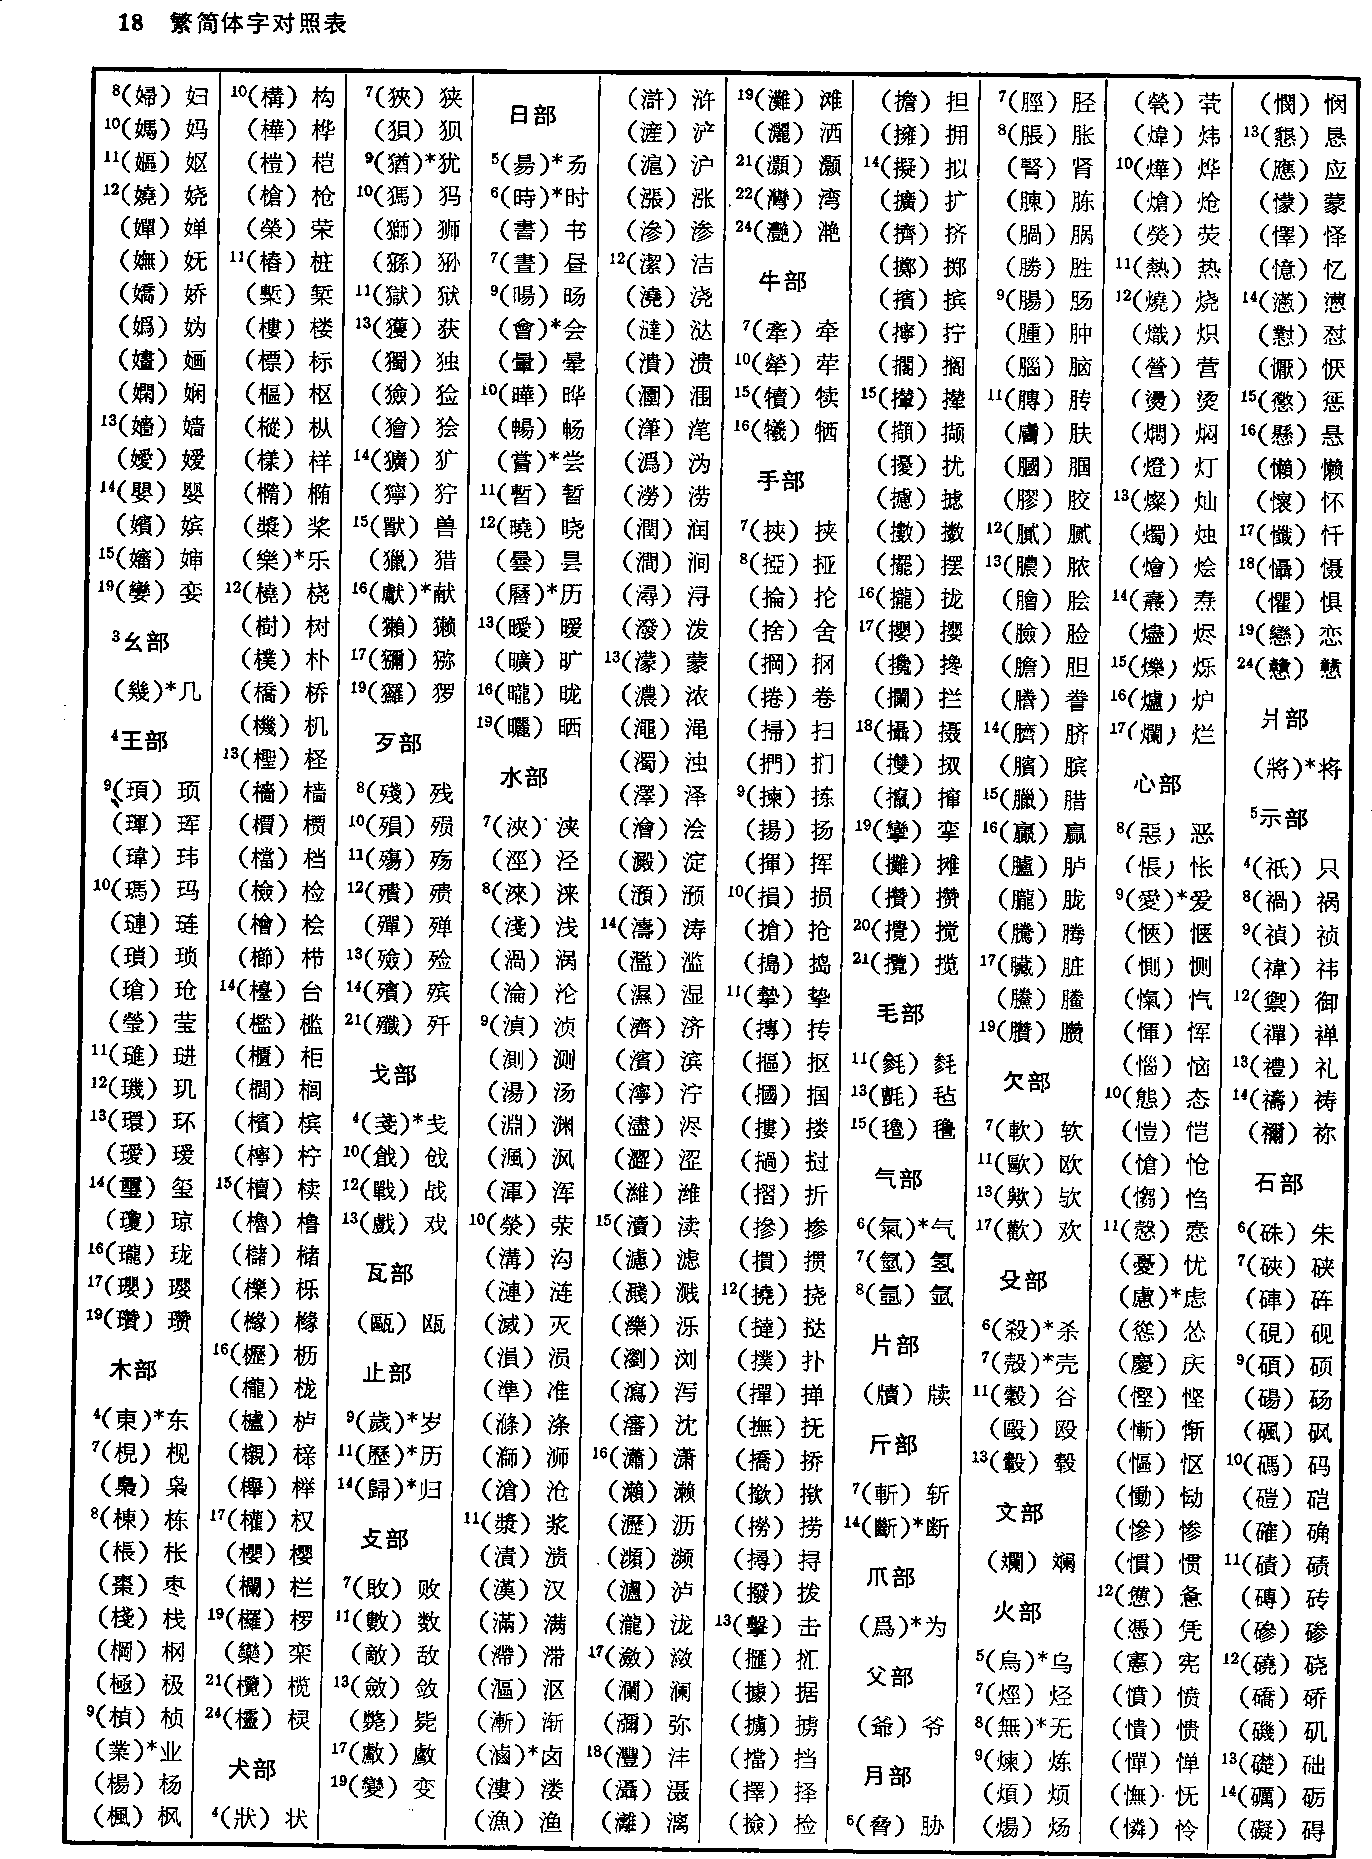 18 繁简体字对照表
8(婦) 妇
10(媽) 妈
11(嫗) 妪
12(嬈) 娆
(嬋) 婵
(嫵) 妩
(嬌) 娇
(嬀) 妫
(嫿) 婳
(嫻) 娴
13(嬙) 嫱
(嬡) 嫒
14(嬰) 婴
(嬪) 嫔
15(嬸) 婶
19(孌) 娈
3幺部
(幾)*几
4王部
9(頊) 顼
(琿) 珲
(瑋) 玮
10(瑪) 玛
(璉) 琏
(瑣) 琐
(瑲) 玱
(瑩) 莹
11(璡) 琎
12(璣) 玑
13(環) 环
(璦) 瑷
14(璽) 玺
(瓊) 琼
16(瓏) 珑
17(瓔) 璎
19(瓚) 瓒
木部
4(東)*东
7(梘) 枧
(梟) 枭
8(棟) 栋
(棖) 枨
(棗) 枣
(棧) 栈
(棡) 㭎
(極) 极
9(楨) 桢
(業)*业
(楊) 杨
(楓) 枫
10(構) 构
(樺) 桦
(榿) 桤
(槍) 枪
(榮) 荣
11(樁) 桩
(槧) 椠
(樓) 楼
(標) 标
(樞) 枢
(樅) 枞
(樣) 样
(橢) 椭
(槳) 桨
(樂)*乐
12(橈) 桡
(樹) 树
(樸) 朴
(橋) 桥
(機) 机
13(檉) 柽
(檣) 樯
(槚) 槚
(檔) 档
(檢) 检
(檜) 桧
(櫛) 栉
14(檯) 台
(檻) 槛
(櫃) 柜
(櫚) 榈
(檳) 槟
(檸) 柠
15(櫝) 椟
(櫓) 橹
(櫧) 槠
(櫟) 栎
(櫞) 橼
16(櫪) 枥
(櫳) 栊
(櫨) 栌
(櫬) 榇
(櫸) 榉
17(權) 权
(櫻) 樱
(欄) 栏
19(欏) 椤
(欒) 栾
21(欖) 榄
24(欞) 棂
犬部
4(狀) 状
7(狹) 狭
(狽) 狈
9(猶)*犹
10(獁) 犸
(獅) 狮
(猻) 狲
11(獄) 狱
13(獲) 获
(獨) 独
(獫) 猃
(獪) 狯
14(獷) 犷
(獰) 狞
15(獸) 兽
(獵) 猎
16(獻)*献
(獺) 獭
17(獼) 猕
19(玀) 猡
歹部
8(殘) 残
10(殞) 殒
11(殤) 殇
12(殨) 㱮
(殫) 殚
13(殮) 殓
14(殯) 殡
21(殲) 歼
戈部
4(戔)*戋
10(戧) 戗
12(戰) 战
13(戲) 戏
瓦部
(甌) 瓯
止部
9(歲)*岁
11(歷)*历
14(歸)*归
攴部
7(敗) 败
11(數) 数
(敵) 敌
13(斂) 敛
(斃) 毙
17(斅) 敩
19(變) 变
日部
5(昜)*𠃓
6(時)*时
(書) 书
7(晝) 昼
9(暘) 旸
(會)*会
(暈) 晕
10(曄) 晔
(暢) 畅
(嘗)*尝
11(暫) 暂
12(曉) 晓
(曇) 昙
(曆)*历
13(曖) 暧
(曠) 旷
16(曨) 昽
19(曬) 晒
水部
7(浹) 浃
(涇) 泾
8(淶) 涞
(淺) 浅
(渦) 涡
(淪) 沦
9(湞) 浈
(測) 测
(湯) 汤
(淵) 渊
(渢) 沨
(渾) 浑
10(滎) 荥
(溝) 沟
(漣) 涟
(滅) 灭
(溳) 涢
(準) 准
(滌) 涤
(溮) 浉
(滄) 沧
11(漿) 浆
(漬) 渍
(漢) 汉
(滿) 满
(滯) 滞
(漚) 沤
(漸) 渐
(滷)*卤
(漊) 溇
(漁) 渔
(滸) 浒
(滻) 浐
(滬) 沪
(漲) 涨
(滲) 渗
12(潔) 洁
(澆) 浇
(澾) 㳠
(潰) 溃
(潿) 涠
(潷) 滗
(潙) 沩
(澇) 涝
(潤) 润
(澗) 涧
(潯) 浔
(潑) 泼
13(濛) 蒙
(濃) 浓
(澠) 渑
(濁) 浊
(澤) 泽
(澮) 浍
(澱) 淀
(澦) 滪
14(濤) 涛
(濫) 滥
(濕) 湿
(濟) 济
(濱) 滨
(濘) 泞
(濜) 浕
(澀) 涩
(濰) 潍
15(瀆) 渎
(濾) 滤
(濺) 溅
(濼) 泺
(瀏) 浏
(瀉) 泻
(瀋) 沈
16(瀟) 潇
(瀨) 濑
(瀝) 沥
(瀕) 濒
(瀘) 泸
(瀧) 泷
17(瀲) 潋
(瀾) 澜
(瀰) 弥
18(灃) 沣
(灄) 滠
(灕) 漓
19(灘) 滩
(灑) 洒
21(灝) 灏
22(灣) 湾
24(灧) 滟
牛部
7(牽) 牵
10(犖) 荦
15(犢) 犊
16(犧) 牺
手部
7(挾) 挟
8(掗) 挜
(掄) 抡
(捨) 舍
(掆) 㧏
(捲) 卷
(掃) 扫
(捫) 扪
9(揀) 拣
(揚) 扬
(揮) 挥
10(損) 损
(搶) 抢
(搗) 捣
11(摯) 挚
(摶) 抟
(摳) 抠
(摑) 掴
(摟) 搂
(撾) 挝
(摺) 折
(摻) 掺
(摜) 掼
12(撓) 挠
(撻) 挞
(撲) 扑
(撣) 掸
(撫) 抚
(撟) 挢
(撳) 揿
(撈) 捞
(撏) 挦
(撥) 拨
13(擊) 击
(匯) 汇
(據) 据
(擄) 掳
(擋) 挡
(擇) 择
(撿) 捡
(擔) 担
(擁) 拥
14(擬) 拟
(擴) 扩
(擠) 挤
(擲) 掷
(擯) 摈
(擰) 拧
(擱) 搁
15(攆) 撵
(擷) 撷
(擾) 扰
(攄) 摅
(擻) 擞
(擺) 摆
16(攏) 拢
17(攖) 撄
(攙) 搀
(攔) 拦
18(攝) 摄
(攫) 㧐
(攛) 撺
19(攣) 挛
(攤) 摊
(攢) 攒
20(攪) 搅
21(攬) 揽
毛部
11(毿) 毵
13(氈) 毡
15(氌) 氇
气部
6(氣)*气
7(氫) 氢
8(氬) 氩
片部
(牘) 牍
斤部
7(斬) 斩
14(斷)*断
爪部
(爲)*为
父部
(爺) 爷
月部
6(脅) 胁
7(脛) 胫
8(脹) 胀
(腎) 肾
(腖) 胨
(腡) 脶
(勝) 胜
9(腸) 肠
(腫) 肿
(腦) 脑
11(膞) 䏝
(膚) 肤
(膕) 腘
(膠) 胶
12(膩) 腻
13(膿) 脓
(膾) 脍
(臉) 脸
(膽) 胆
(謄) 誊
14(臍) 脐
(臏) 膑
15(臘) 腊
16(臝) 赢
(臚) 胪
(朧) 胧
(騰) 腾
17(臟) 脏
(螣) 䲢
19(臢) 臜
欠部
7(軟) 软
11(歐) 欧
13(歟) 欤
17(歡) 欢
殳部
6(殺)*杀
7(殼)*壳
11(穀) 谷
(毆) 殴
13(轂) 毂
文部
(斕) 斓
火部
5(烏)*乌
7(烴) 烃
8(無)*无
9(煉) 炼
(煩) 烦
(煬) 炀
(煢) 茕
(煒) 炜
10(燁) 烨
(熗) 炝
(熒) 荧
11(熱) 热
12(燒) 烧
(熾) 炽
(營) 营
(燙) 烫
(燜) 焖
(燈) 灯
13(燦) 灿
(燭) 烛
(燴) 烩
14(燾) 焘
(燼) 烬
15(爍) 烁
16(爐) 炉
17(爛) 烂
心部
8(惡) 恶
(悵) 怅
9(愛)*爱
(愜) 惬
(惻) 恻
(愾) 忾
(惲) 恽
(惱) 恼
10(態) 态
(愷) 恺
(愴) 怆
(㥮) 㤘
11(慤) 悫
(憂) 忧
(慮)*虑
(慫) 怂
(慶) 庆
(慳) 悭
(慚) 惭
(慪) 怄
(慟) 恸
(慘) 惨
(慣) 惯
12(憊) 惫
(憑) 凭
(憲) 宪
(憤) 愤
(憒) 愦
(憚) 惮
(憮) 怃
(憐) 怜
(憫) 悯
13(懇) 恳
(應) 应
(懞) 蒙
(懌) 怿
(憶) 忆
14(懣) 懑
(懟) 怼
(懨) 恹
15(懲) 惩
16(懸) 悬
(懶) 懒
(懷) 怀
17(懺) 忏
18(懾) 慑
(懼) 惧
19(戀) 恋
24(戇) 戆
爿部
(將)*将
5示部
4(祇) 只
8(禍) 祸
9(禎) 祯
(禕) 祎
12(禦) 御
(禪) 禅
13(禮) 礼
14(禱) 祷
(禰) 祢
石部
6(硃) 朱
7(硤) 硖
(硨) 砗
(硯) 砚
9(碩) 硕
(碭) 砀
(碸) 砜
10(碼) 码
(磑) 硙
(確) 确
11(磧) 碛
(磚) 砖
(磣) 碜
12(磽) 硗
(礄) 硚
(磯) 矶
13(礎) 础
14(礪) 砺
(礙) 碍